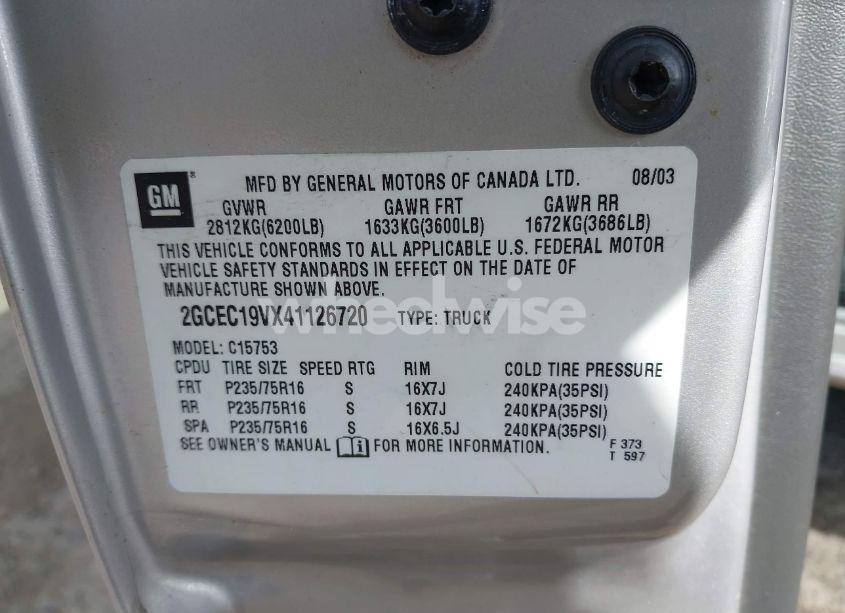 GM ® MFD BY GENERAL MOTORS OF CANADA LTD. 08/03
GVWR GAWR FRT GAWR RR
2812KG(6200LB) 1633KG(3600LB) 1672KG(3686LB)
THIS VEHICLE CONFORMS TO ALL APPLICABLE U.S. FEDERAL MOTOR
VEHICLE SAFETY STANDARDS IN EFFECT ON THE DATE OF
MANUFACTURE SHOWN ABOVE.
wheelwise
2GCEC19VX41126720 TYPE: TRUCK
MODEL: C15753
CPDU TIRE SIZE SPEED RTG RIM COLD TIRE PRESSURE
FRT P235/75R16 S 16X7J 240KPA(35PSI)
RR P235/75R16 S 16X7J 240KPA(35PSI)
SPA P235/75R16 S 16X6.5J 240KPA(35PSI)
SEE OWNER'S MANUAL FOR MORE INFORMATION. F 373
T 597